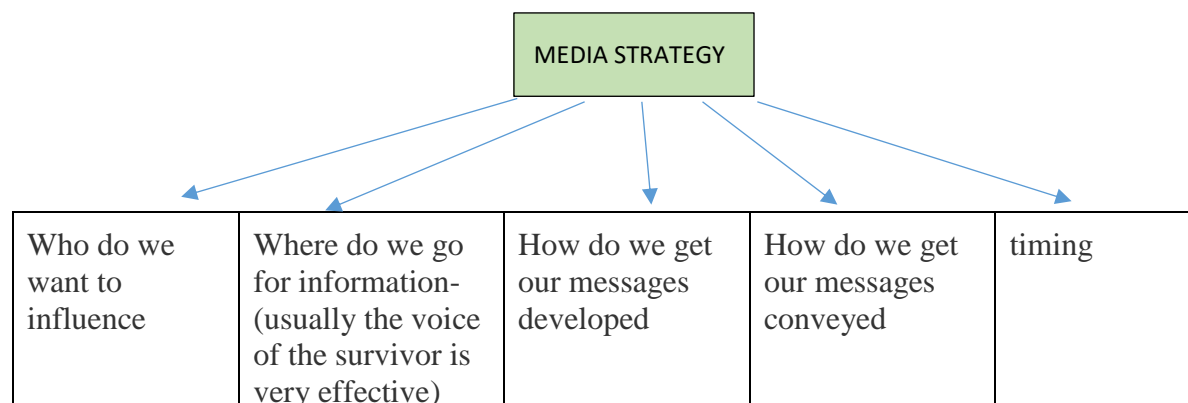 MEDIA STRATEGY
Who do we
want to
influence
Where do we go
for information-
(usually the voice
of the survivor is
very effective)
How do we get
our messages
developed
How do we get
our messages
conveyed
timing